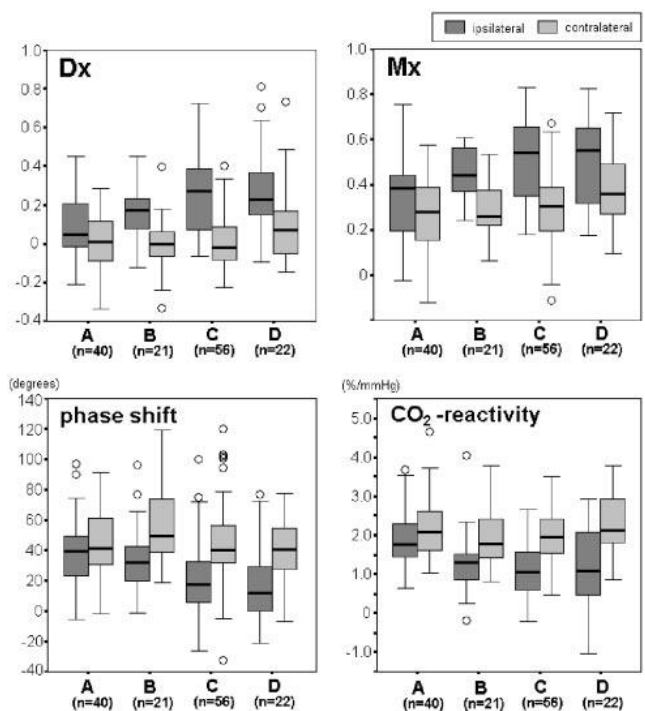 ipsilateral contralateral
Dx
1.0
0.8
0.6
0.4
0.2
0
-0.2
-0.4
A B C D
(n=40) (n=21) (n=56) (n=22)
Mx
1.0
0.8
0.6
0.4
0.2
0
A B C D
(n=40) (n=21) (n=56) (n=22)
(degrees)
phase shift
140
120
100
80
60
40
20
0
-20
-40
A B C D
(n=40) (n=21) (n=56) (n=22)
(%/mmHg)
CO₂ -reactivity
5.0
4.0
3.0
2.0
1.0
0
-1.0
A B C D
(n=40) (n=21) (n=56) (n=22)